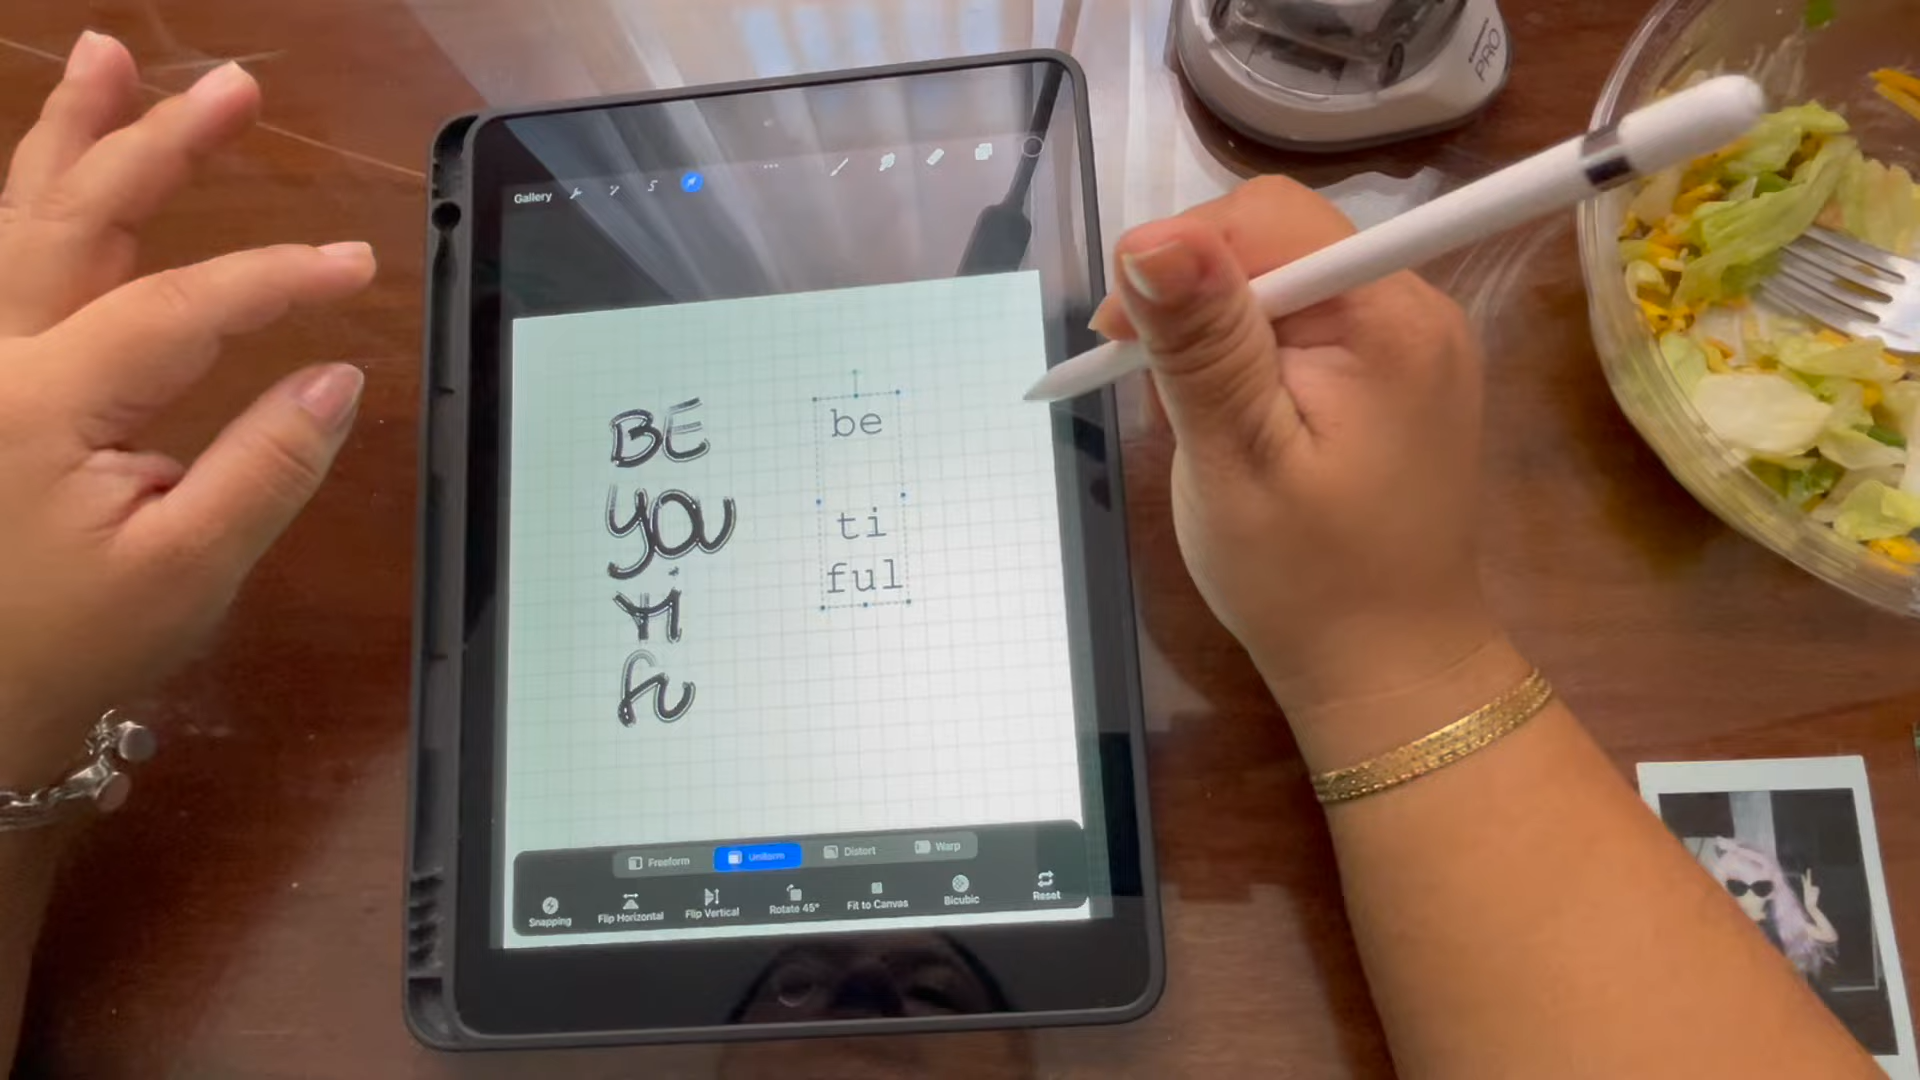 PRO
Gallery
BE
YOU
TI
FU
be
ti
ful
Freeform
Uniform
Distort
Warp
Snapping
Flip Horizontal
Flip Vertical
Rotate 45°
Fit to Canvas
Bicubic
Reset